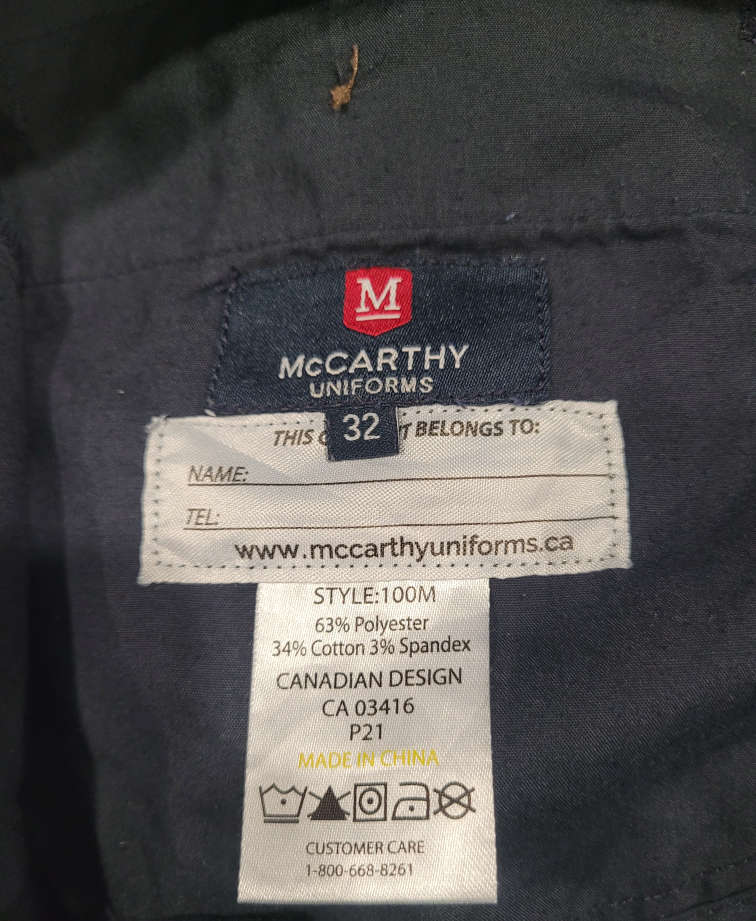 M
McCARTHY
UNIFORMS
32
THIS T BELONGS TO:
NAME:
TEL:
www.mccarthyuniforms.ca
STYLE:100M
63% Polyester
34% Cotton 3% Spandex
CANADIAN DESIGN
CA 03416
P21
MADE IN CHINA
CUSTOMER CARE
1-800-668-8261